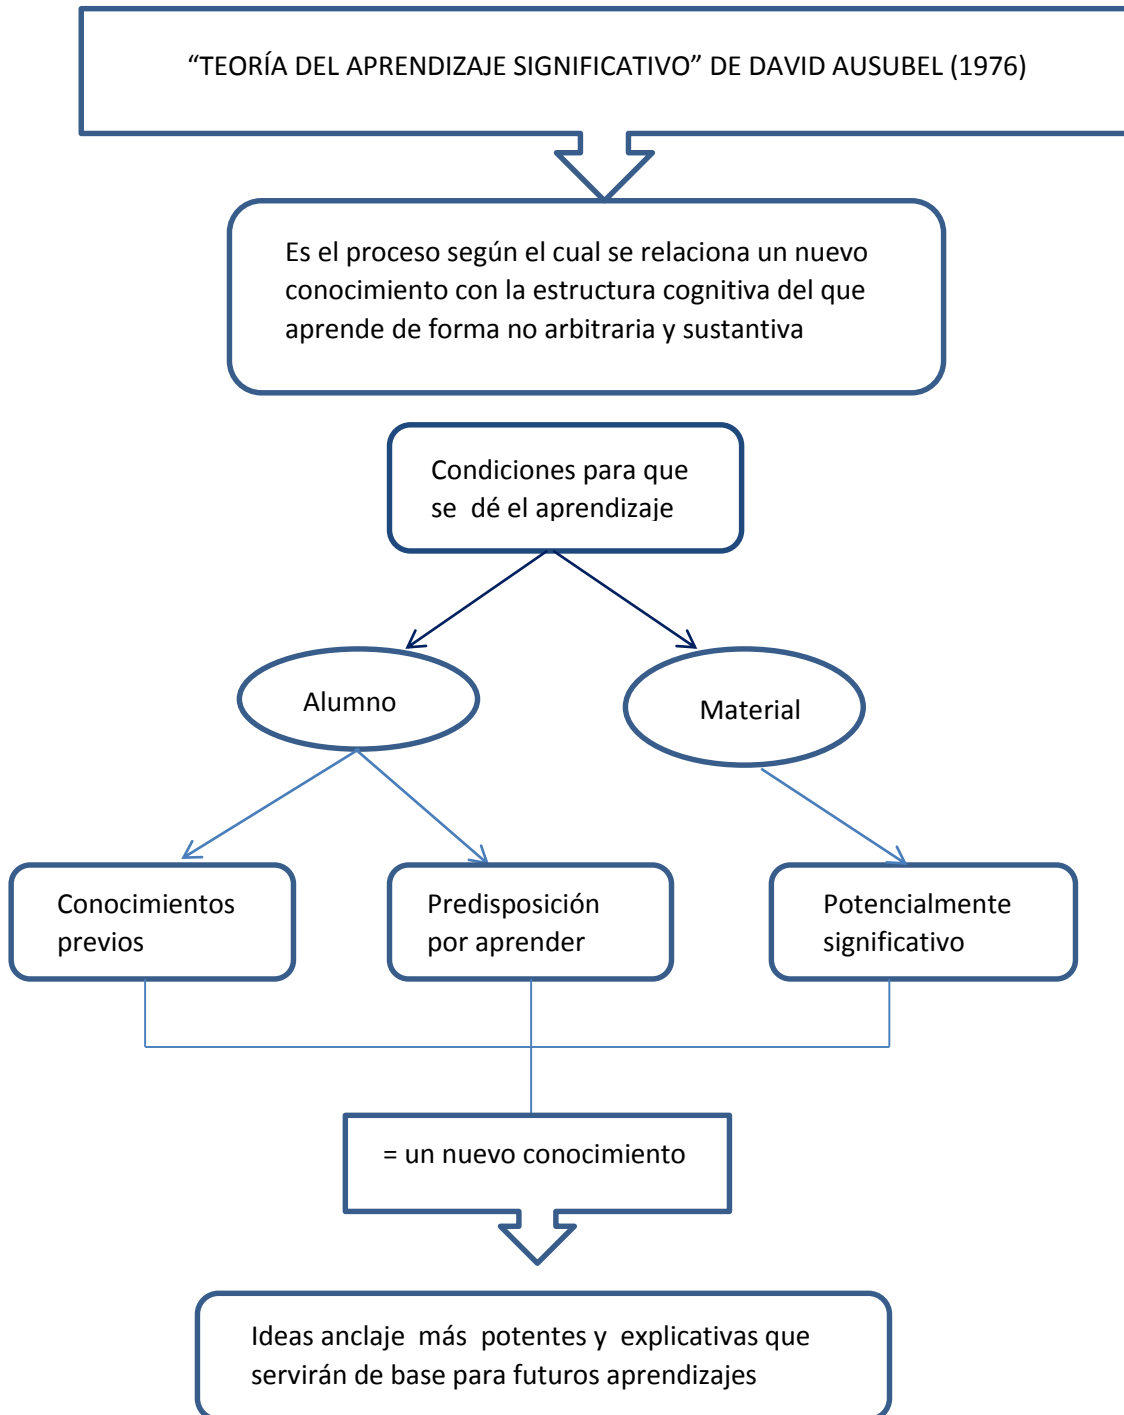 “TEORÍA DEL APRENDIZAJE SIGNIFICATIVO” DE DAVID AUSUBEL (1976)
Es el proceso según el cual se relaciona un nuevo
conocimiento con la estructura cognitiva del que
aprende de forma no arbitraria y sustantiva
Condiciones para que
se dé el aprendizaje
Alumno
Material
Conocimientos
previos
Predisposición
por aprender
Potencialmente
significativo
= un nuevo conocimiento
Ideas anclaje más potentes y explicativas que
servirán de base para futuros aprendizajes